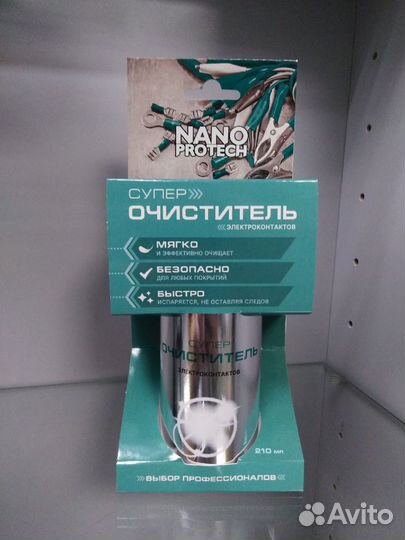 NANO
PROTECH
СУПЕР
ОЧИСТИТЕЛЬ
ЭЛЕКТРОКОНТАКТОВ
МЯГКО
И ЭФФЕКТИВНО ОЧИЩАЕТ
БЕЗОПАСНО
ДЛЯ ЛЮБЫХ ПОКРЫТИЙ
БЫСТРО
ИСПАРЯЕТСЯ, НЕ ОСТАВЛЯЯ СЛЕДОВ
СУПЕР
ОЧИСТИТЕЛЬ
ЭЛЕКТРОКОНТАКТОВ
210 мл
ВЫБОР ПРОФЕССИОНАЛОВ
Avito